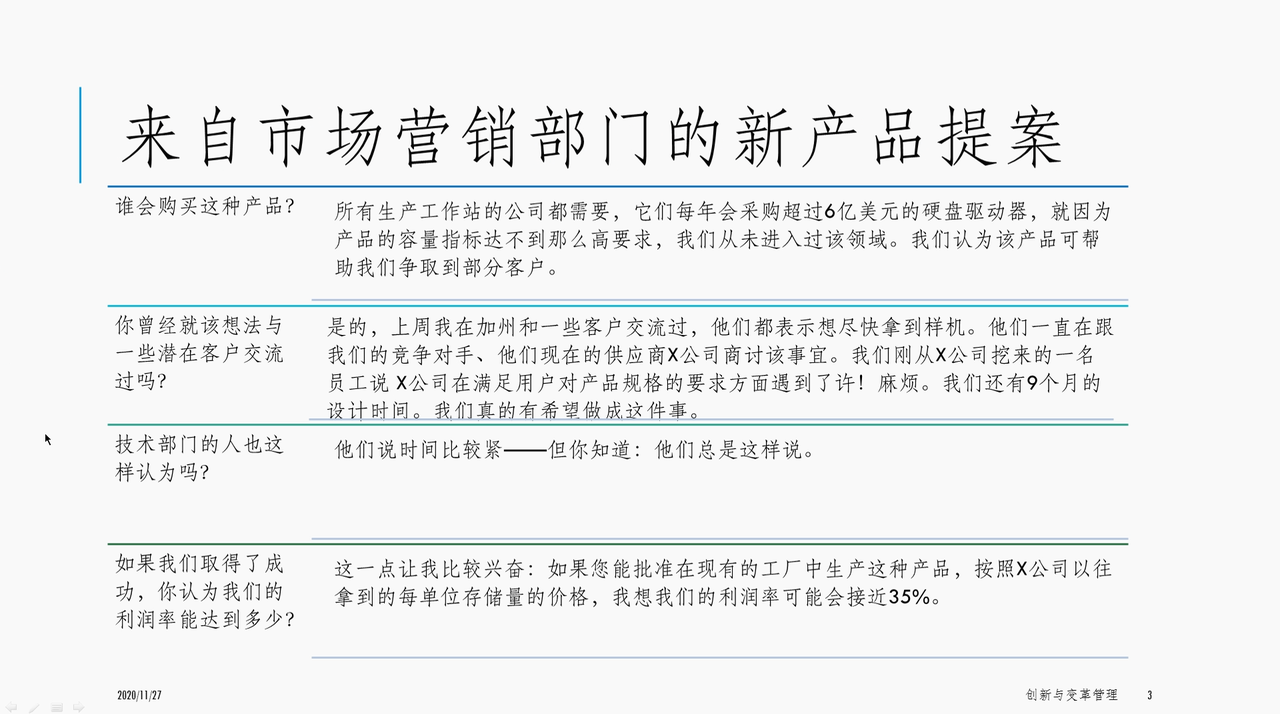 来自市场营销部门的新产品提案
谁会购买这种产品？
所有生产工作站的公司都需要，它们每年会采购超过6亿美元的硬盘驱动器，就因为
产品的容量指标达不到那么高要求，我们从未进入过该领域。我们认为该产品可帮
助我们争取到部分客户。
你曾经就该想法与
一些潜在客户交流
过吗？
是的，上周我在加州和一些客户交流过，他们都表示想尽快拿到样机。他们一直在跟
我们的竞争对手、他们现在的供应商X公司商讨该事宜。我们刚从X公司挖来的一名
员工说 X公司在满足用户对产品规格的要求方面遇到了许！麻烦。我们还有9个月的
设计时间。我们真的有希望做成这件事。
技术部门的人也这
样认为吗？
他们说时间比较紧——但你知道：他们总是这样说。
如果我们取得了成
功，你认为我们的
利润率能达到多少？
这一点让我比较兴奋：如果您能批准在现有的工厂中生产这种产品，按照X公司以往
拿到的每单位存储量的价格，我想我们的利润率可能会接近35%。
2020/11/27
创新与变革管理
3